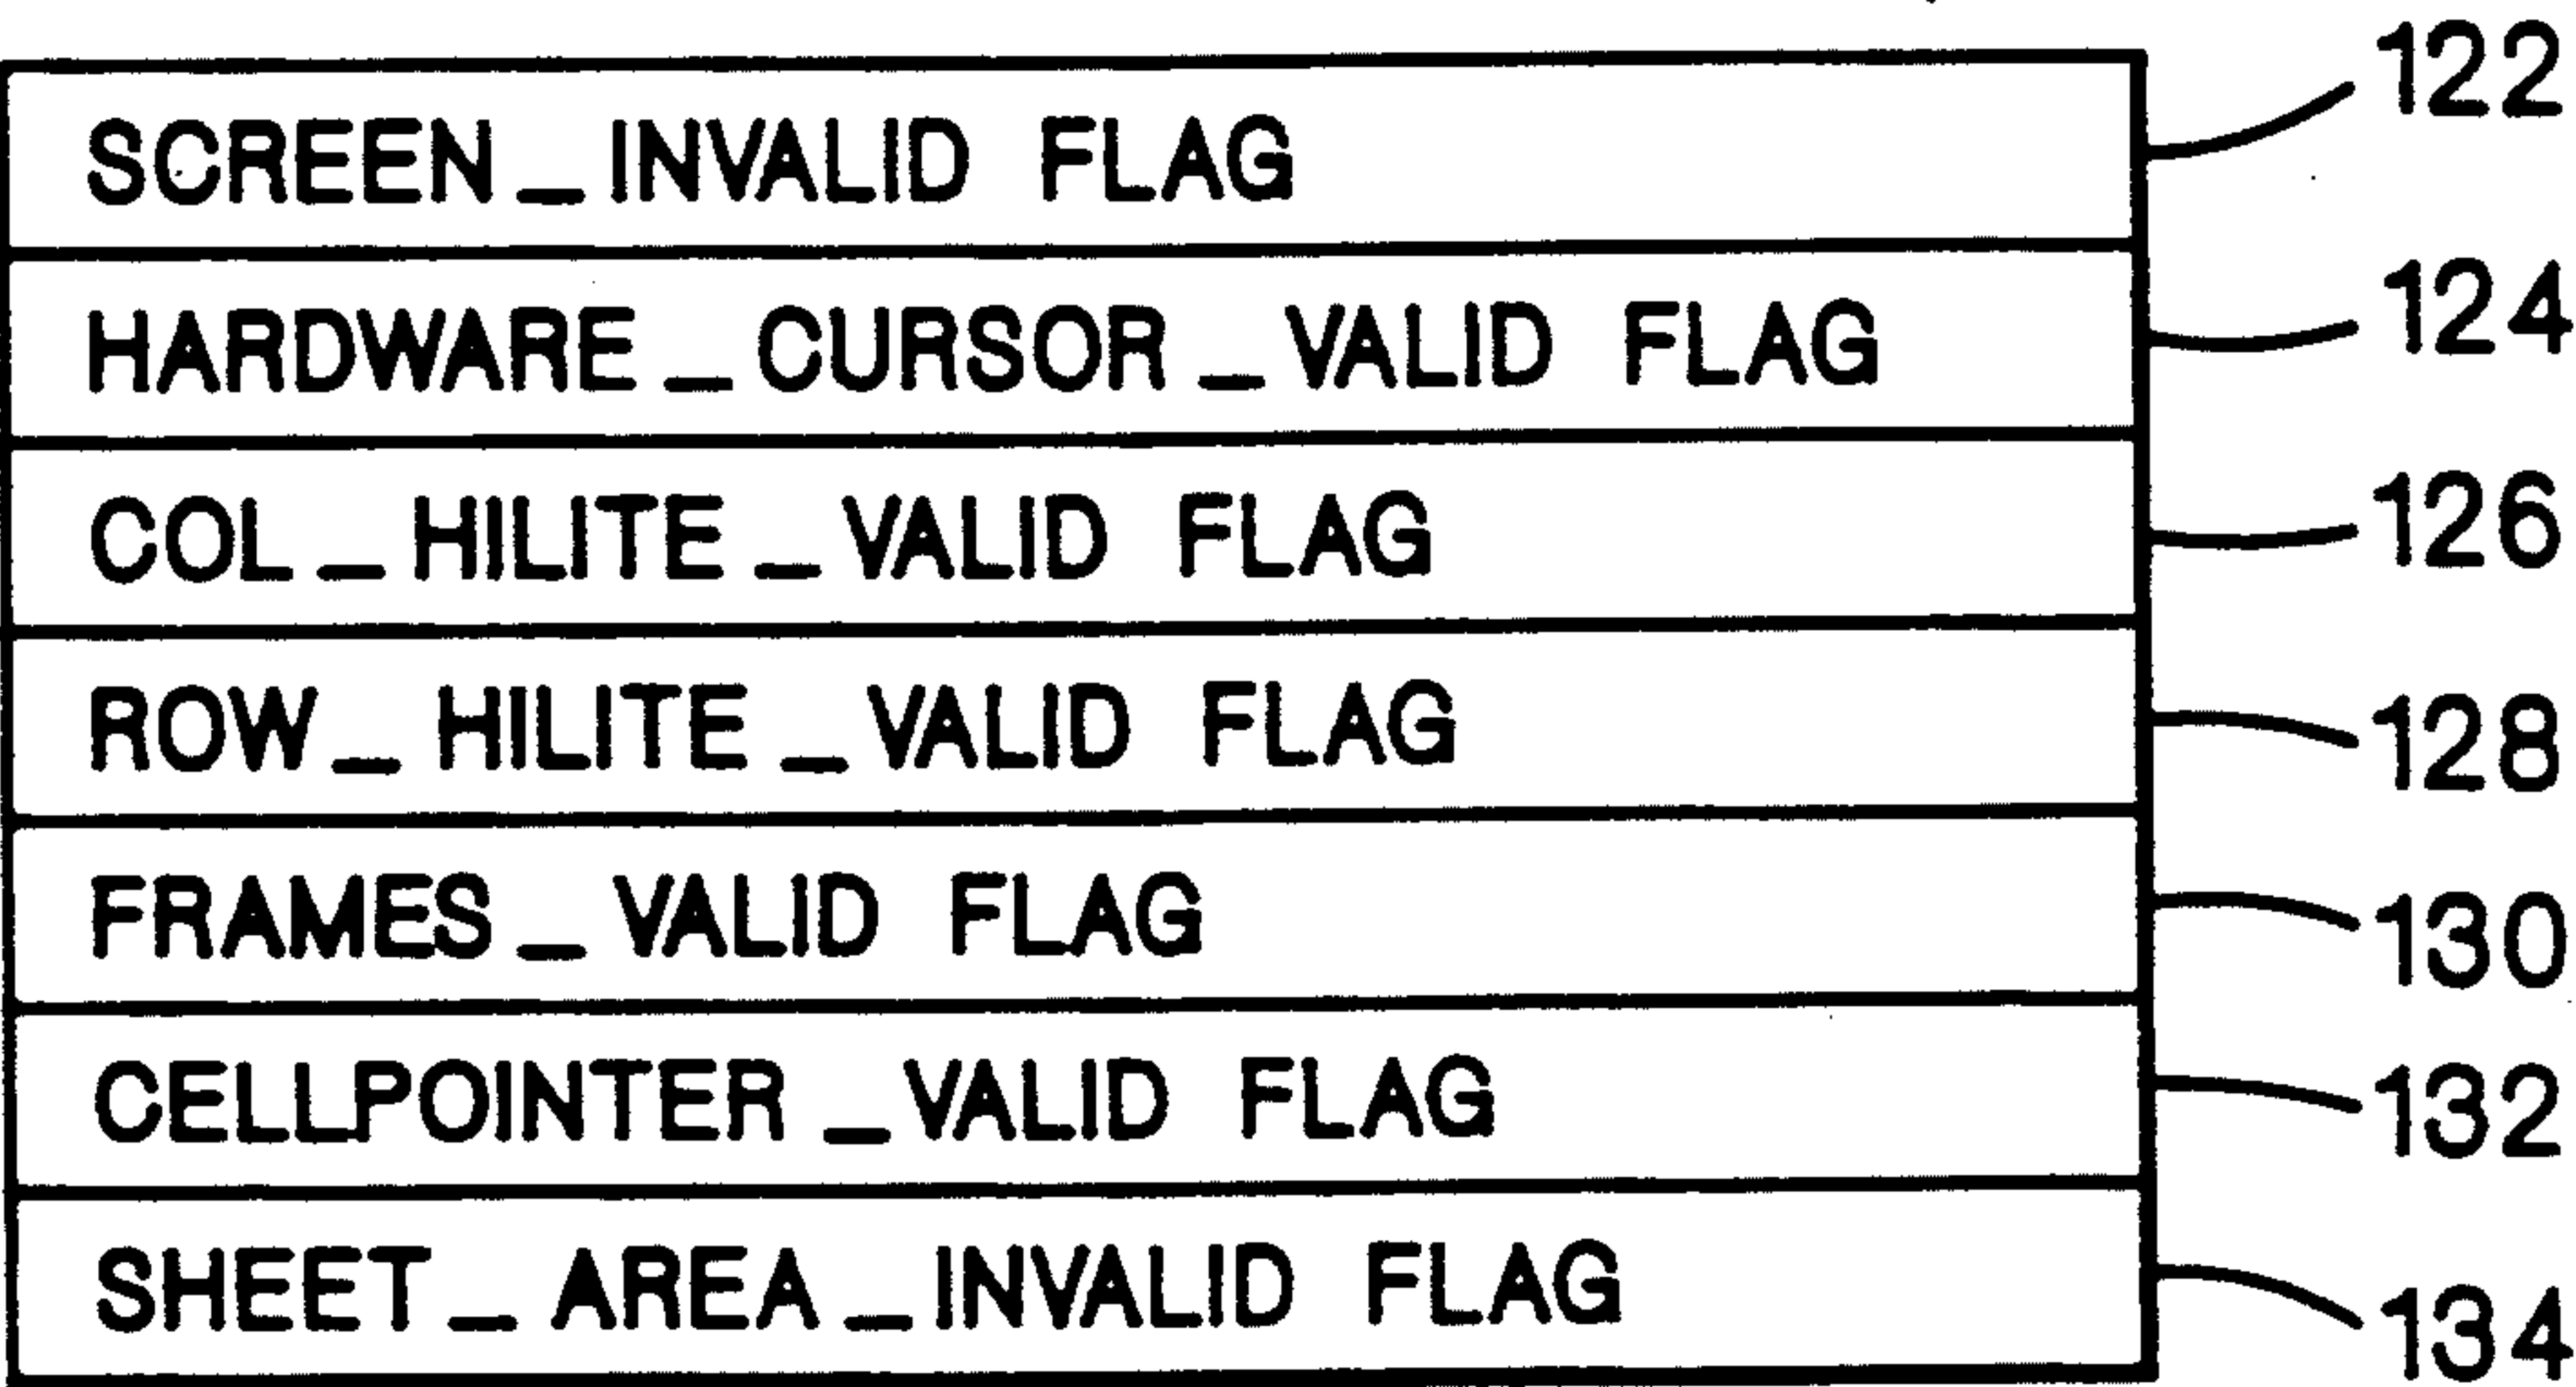 SCREEN_INVALID FLAG 122
HARDWARE_CURSOR_VALID FLAG 124
COL_HILITE_VALID FLAG 126
ROW_HILITE_VALID FLAG 128
FRAMES_VALID FLAG 130
CELLPOINTER_VALID FLAG 132
SHEET_AREA_INVALID FLAG 134